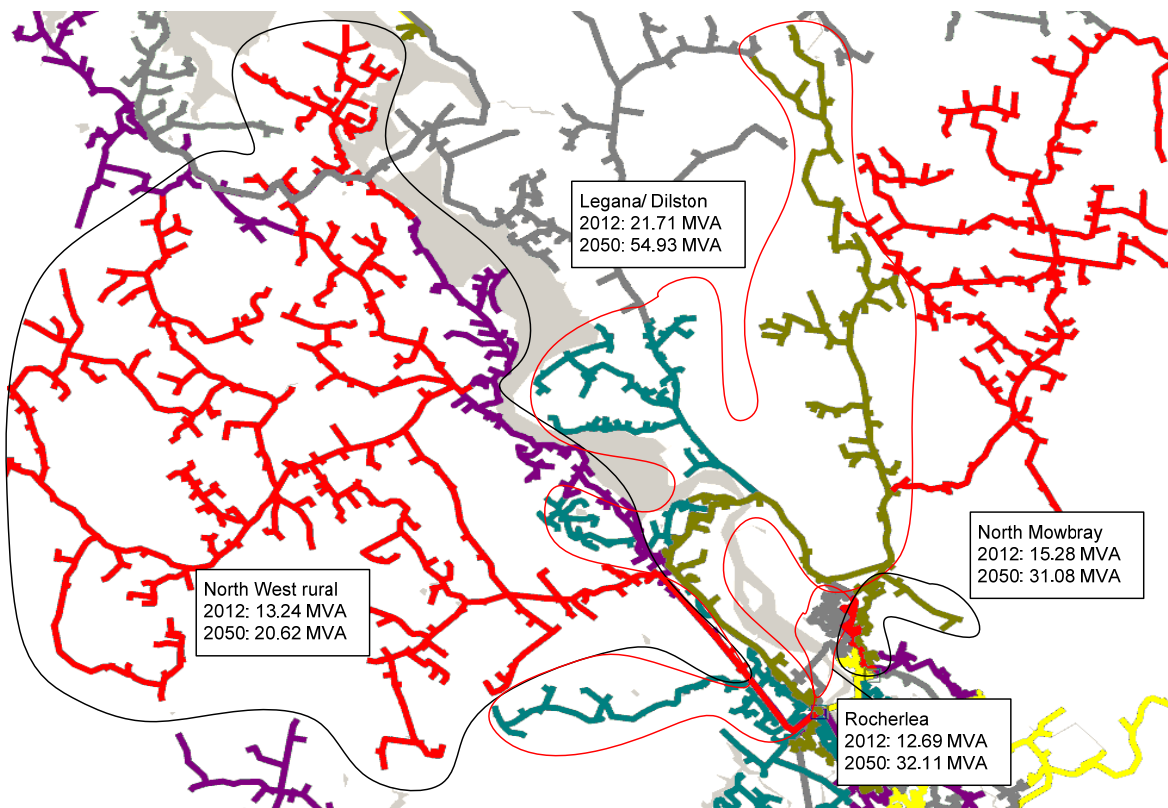 Legana/ Dilston
2012: 21.71 MVA
2050: 54.93 MVA
North Mowbray
2012: 15.28 MVA
2050: 31.08 MVA
North West rural
2012: 13.24 MVA
2050: 20.62 MVA
Rocherlea
2012: 12.69 MVA
2050: 32.11 MVA